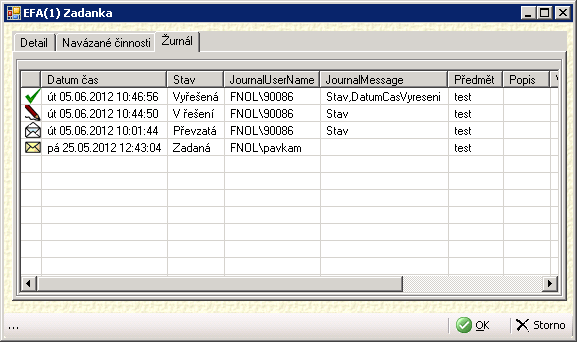 EFA(1) Zadanka
Detail Navázané činnosti Žurnál
Datum čas Stav JournalUserName JournalMessage Předmět Popis V
út 05.06.2012 10:46:56 Vyřešená FNOL\90086 Stav,DatumCasVyreseni test
út 05.06.2012 10:44:50 V řešení FNOL\90086 Stav test
út 05.06.2012 10:01:44 Převzatá FNOL\90086 Stav test
pá 25.05.2012 12:43:04 Zadaná FNOL\pavkam test
... OK Storno